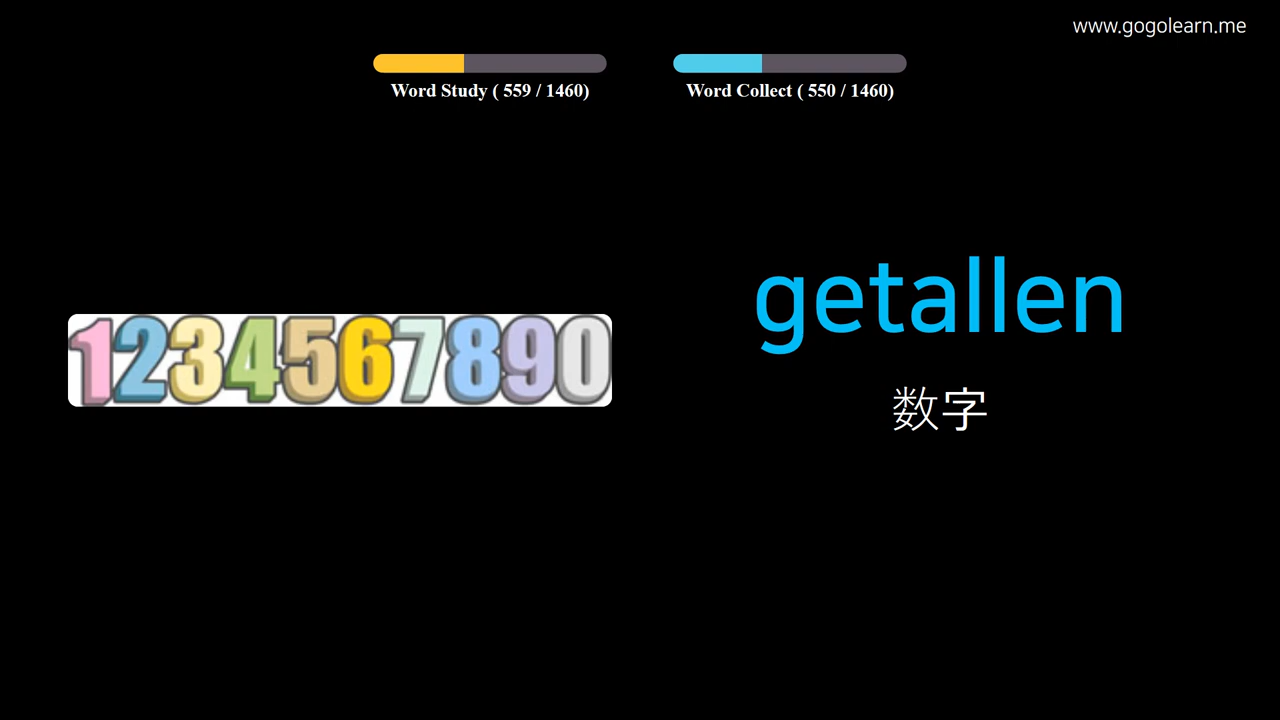 www.gogolearn.me
Word Study ( 559 / 1460)
Word Collect ( 550 / 1460)
1234567890
getallen
数字